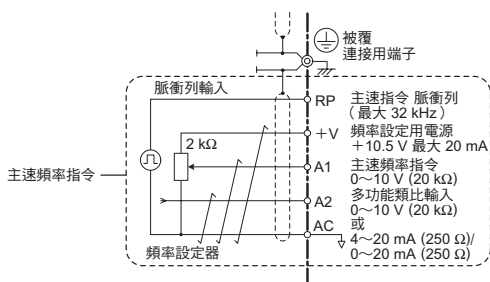 被覆
連接用端子
脈衝列輸入
RP
主速指令 脈衝列
（最大 32 kHz）
+V
頻率設定用電源
+10.5 V 最大 20 mA
2 kΩ
主速頻率指令
A1
主速頻率指令
0～10 V (20 kΩ)
A2
多功能類比輸入
0～10 V (20 kΩ)
或
AC
4～20 mA (250 Ω)/
0～20 mA (250 Ω)
頻率設定器